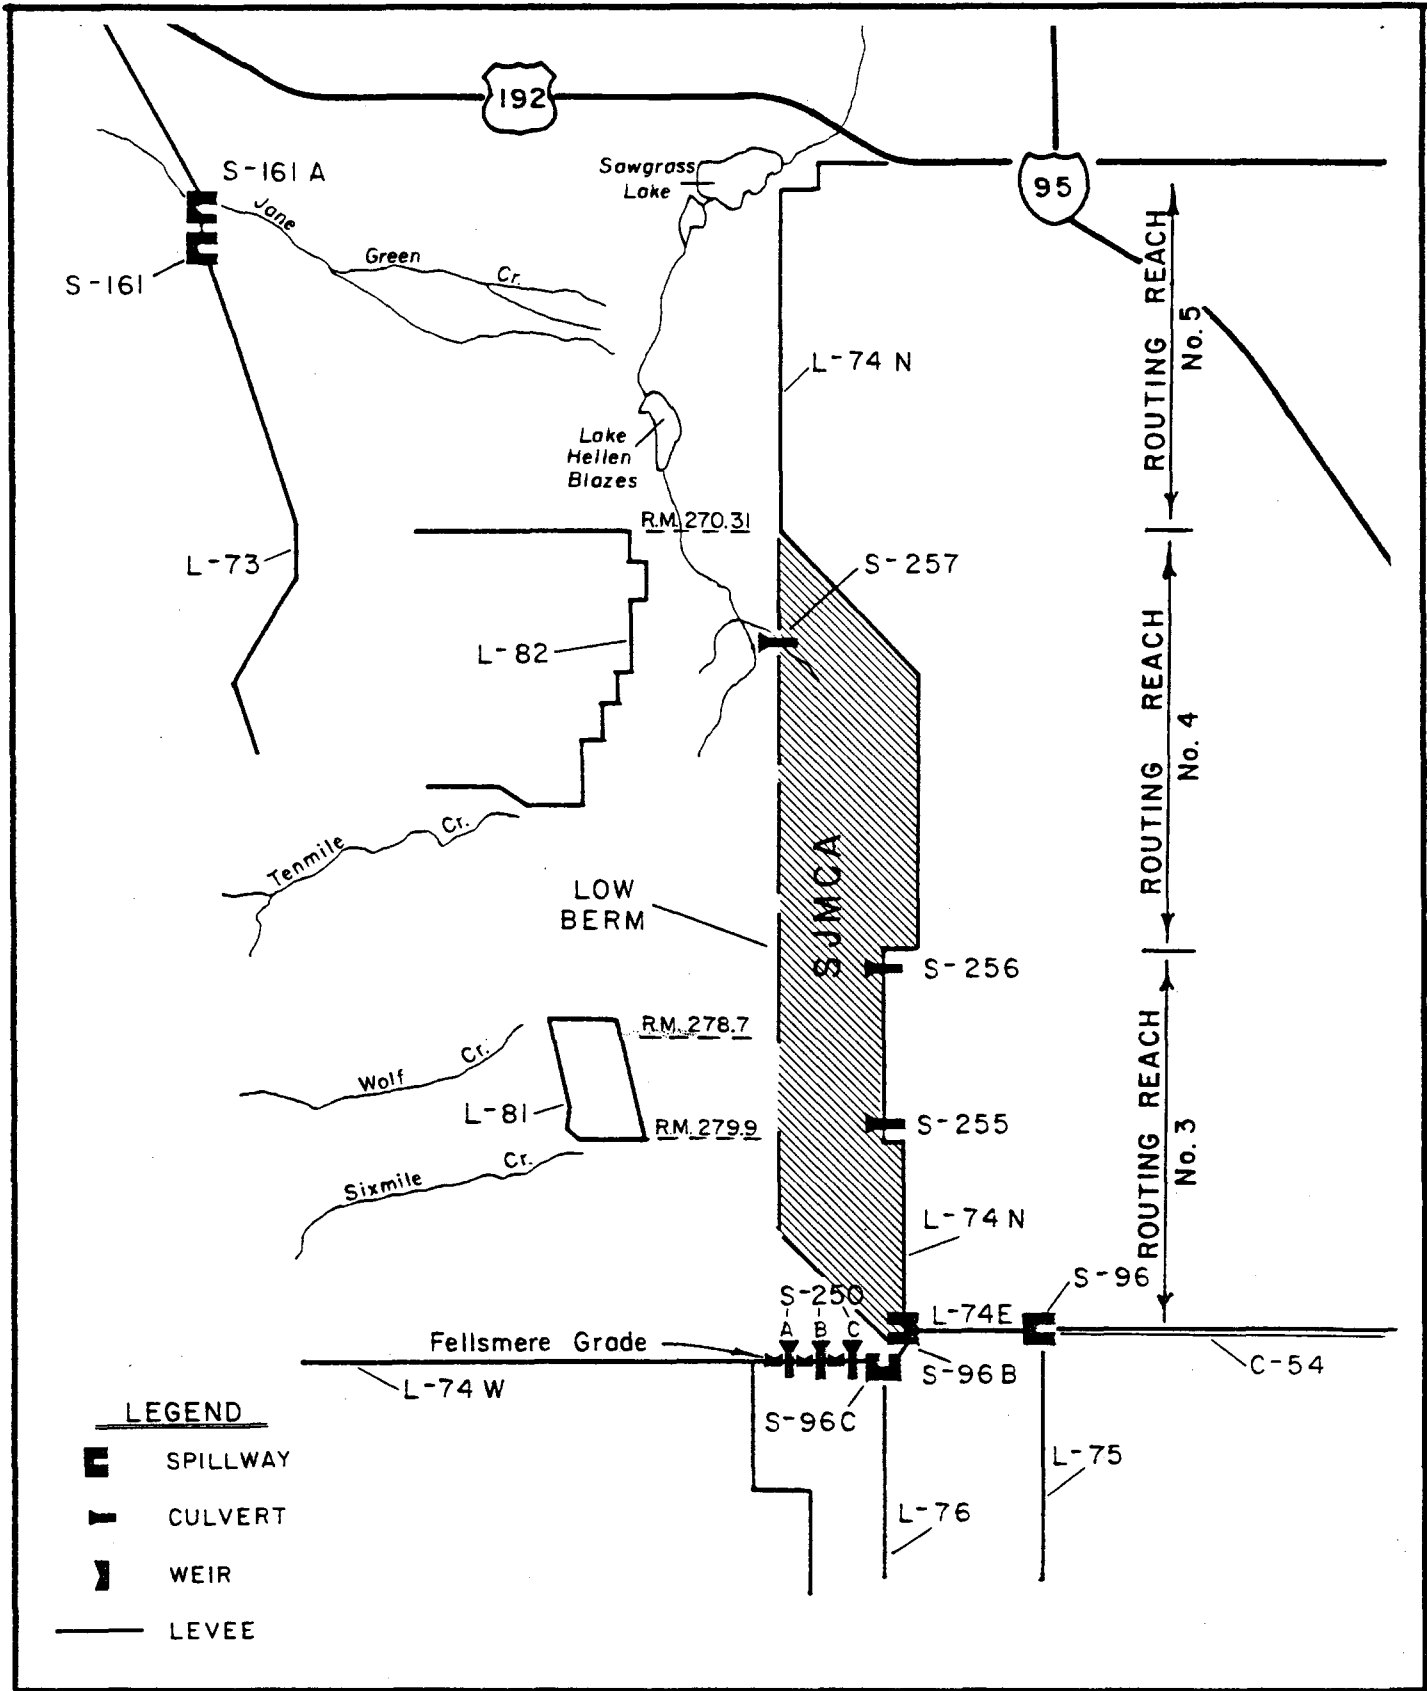 192
95
Sawgrass
Lake
S-161 A
S-161
Jane
Green
Cr.
L-74 N
Lake
Hellen
Blazes
R.M. 270.31
L-73
S-257
L-82
ROUTING REACH
No. 5
ROUTING REACH
No. 4
Tenmile
Cr.
LOW
BERM
SJMCA
S-256
R.M. 278.7
Wolf
Cr.
L-81
R.M. 279.9
S-255
Sixmile
Cr.
L-74 N
ROUTING REACH
No. 3
S-96
S-250
A B C
L-74E
Fellsmere Grade
S-96B
C-54
L-74 W
S-96C
L-75
L-76
LEGEND
SPILLWAY
CULVERT
WEIR
LEVEE